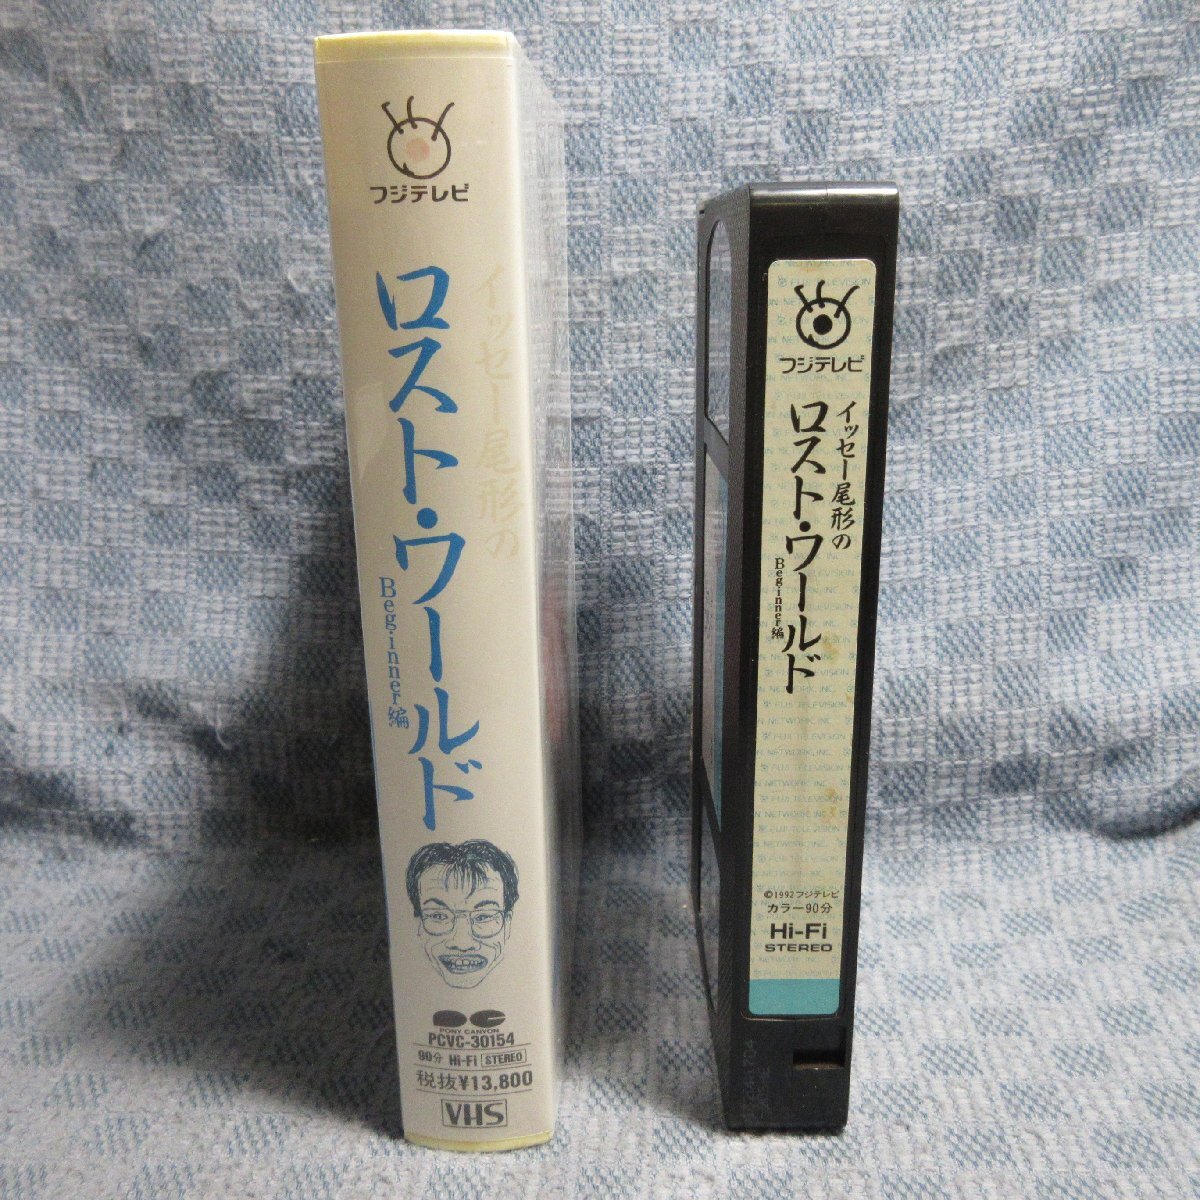 フジテレビ
イッセー尾形の
ロスト・ワールド
Beginner編
PONY CANYON
PCVC-30154
90分 Hi-Fi STEREO
税抜¥13,800
VHS
フジテレビ
イッセー尾形の
ロスト・ワールド
Beginner編
©1992フジテレビ
カラー90分
Hi-Fi
STEREO